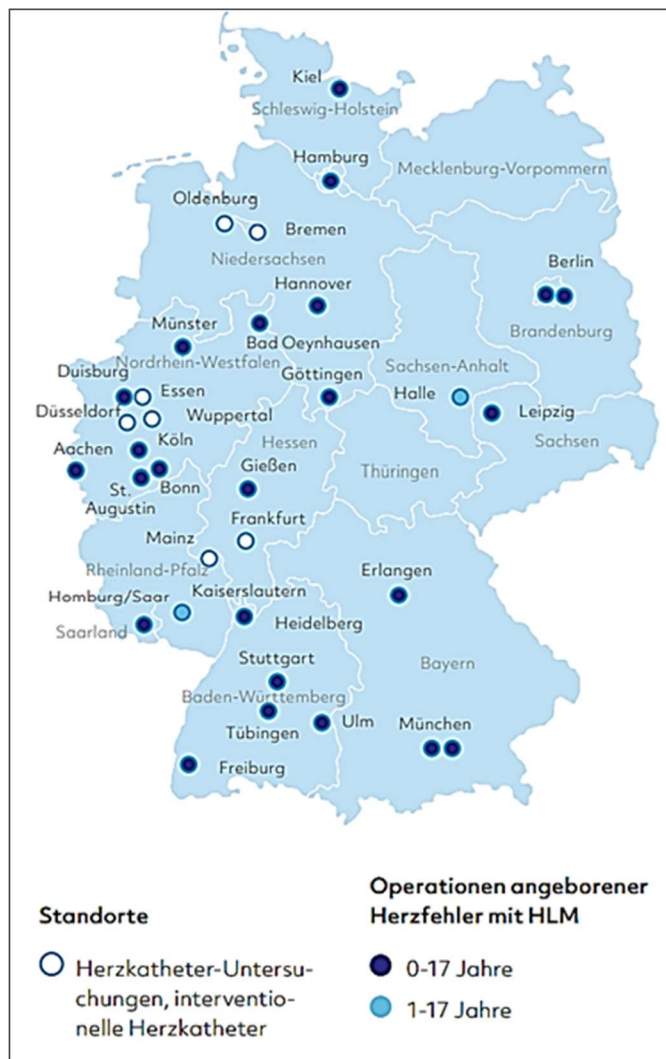 Kiel
Schleswig-Holstein
Hamburg
Mecklenburg-Vorpommern
Oldenburg
Bremen
Niedersachsen
Hannover
Berlin
Brandenburg
Münster
Bad Oeynhausen
Nordrhein-Westfalen
Sachsen-Anhalt
Duisburg
Essen
Göttingen
Halle
Leipzig
Düsseldorf
Wuppertal
Sachsen
Aachen
Köln
Hessen
Thüringen
Gießen
St.
Augustin
Bonn
Frankfurt
Mainz
Rheinland-Pfalz
Erlangen
Homburg/Saar
Kaiserslautern
Saarland
Heidelberg
Stuttgart
Bayern
Baden-Württemberg
Tübingen
Ulm
München
Freiburg
Standorte
Herzkatheter-Untersu-
chungen, interventio-
nelle Herzkatheter
Operationen angeborener
Herzfehler mit HLM
0-17 Jahre
1-17 Jahre